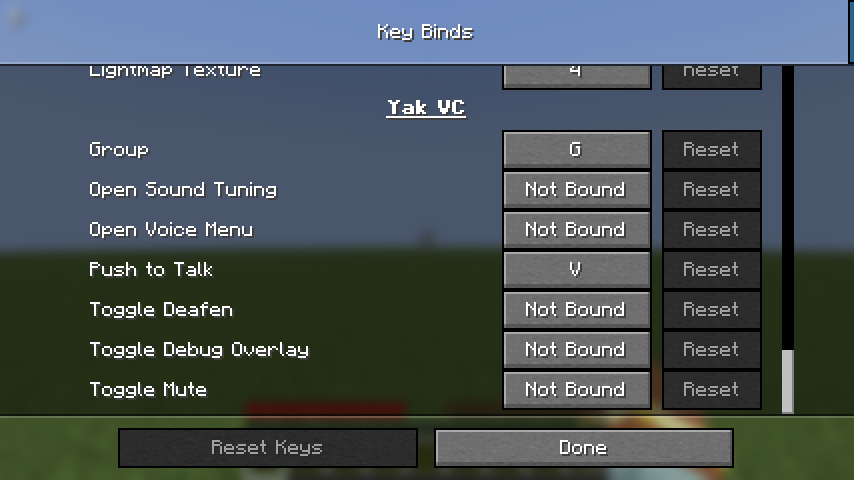 Key Binds
Lightmap Texture 4 Reset
Yak VC
Group G Reset
Open Sound Tuning Not Bound Reset
Open Voice Menu Not Bound Reset
Push to Talk V Reset
Toggle Deafen Not Bound Reset
Toggle Debug Overlay Not Bound Reset
Toggle Mute Not Bound Reset
Reset Keys Done